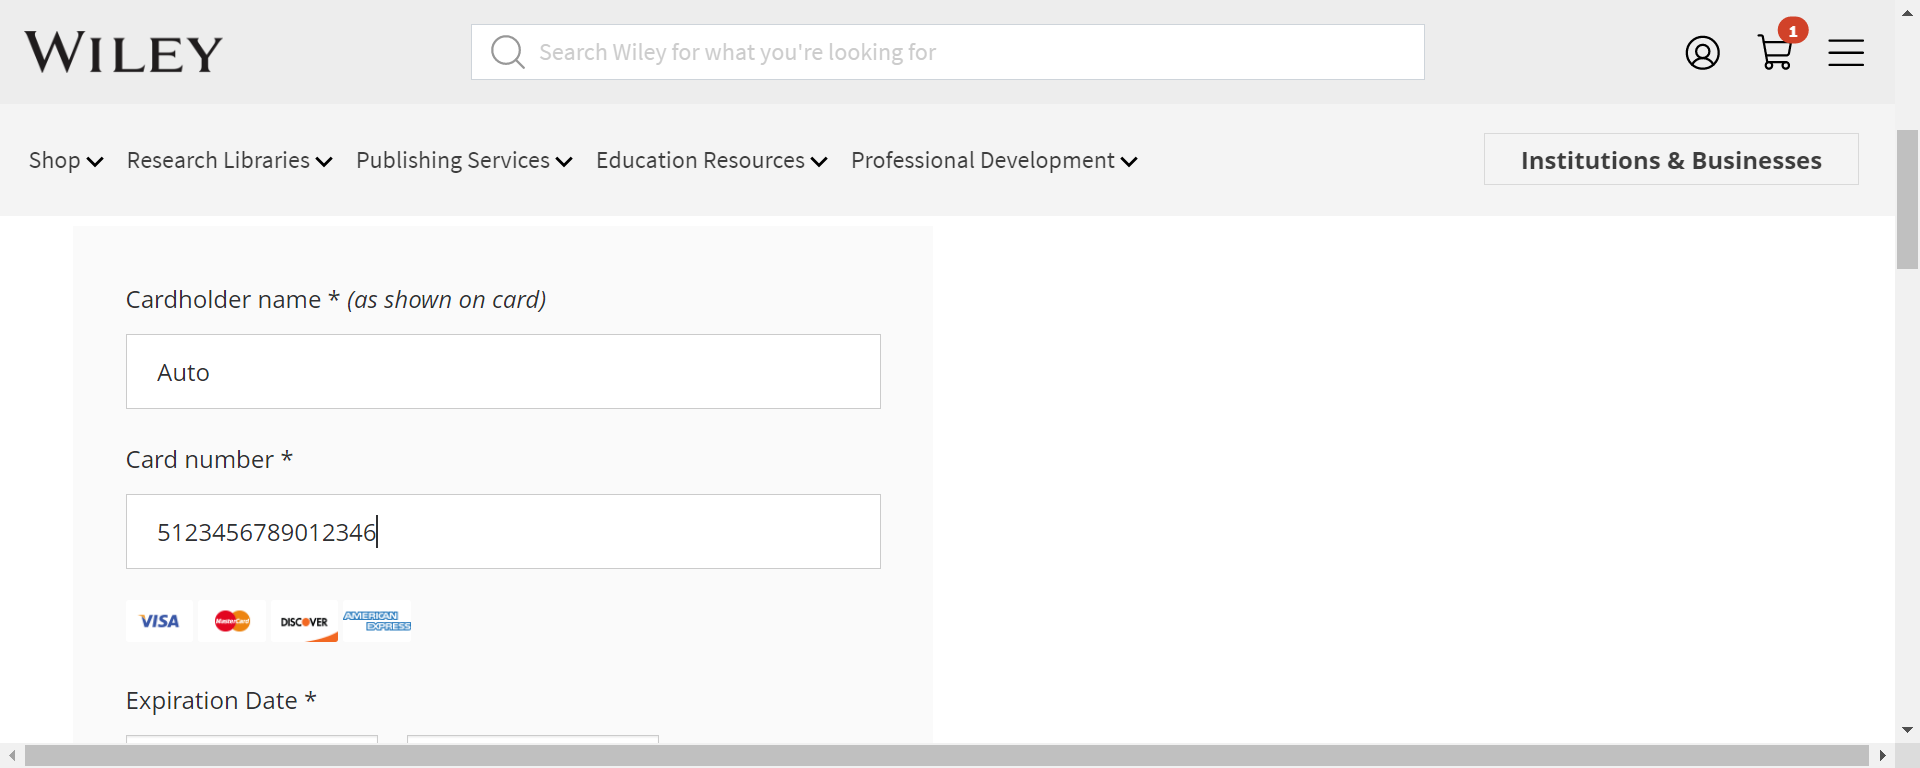 WILEY
Search Wiley for what you're looking for
1
Shop
Research Libraries
Publishing Services
Education Resources
Professional Development
Institutions & Businesses
Cardholder name * (as shown on card)
Auto
Card number *
5123456789012346
VISA
MasterCard
DISCOVER
AMERICAN
EXPRESS
Expiration Date *